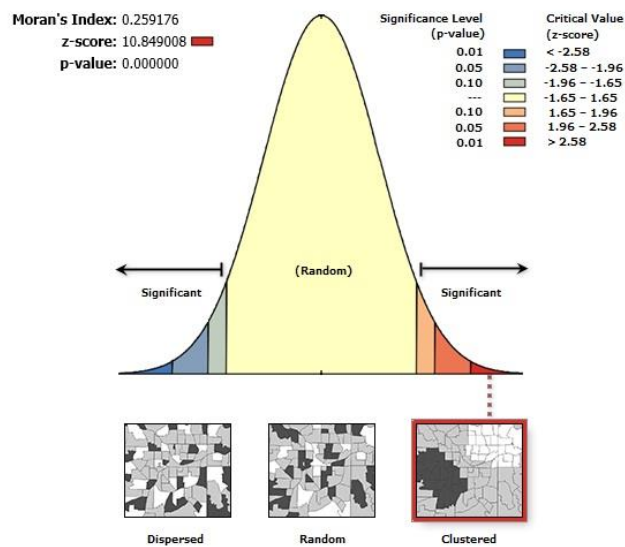 Moran's Index: 0.259176
z-score: 10.849008
p-value: 0.000000
Significance Level
(p-value)
Critical Value
(z-score)
0.01 < -2.58
0.05 -2.58 – -1.96
0.10 -1.96 – -1.65
--- -1.65 – 1.65
0.10 1.65 – 1.96
0.05 1.96 – 2.58
0.01 > 2.58
(Random)
Significant
Significant
Dispersed
Random
Clustered